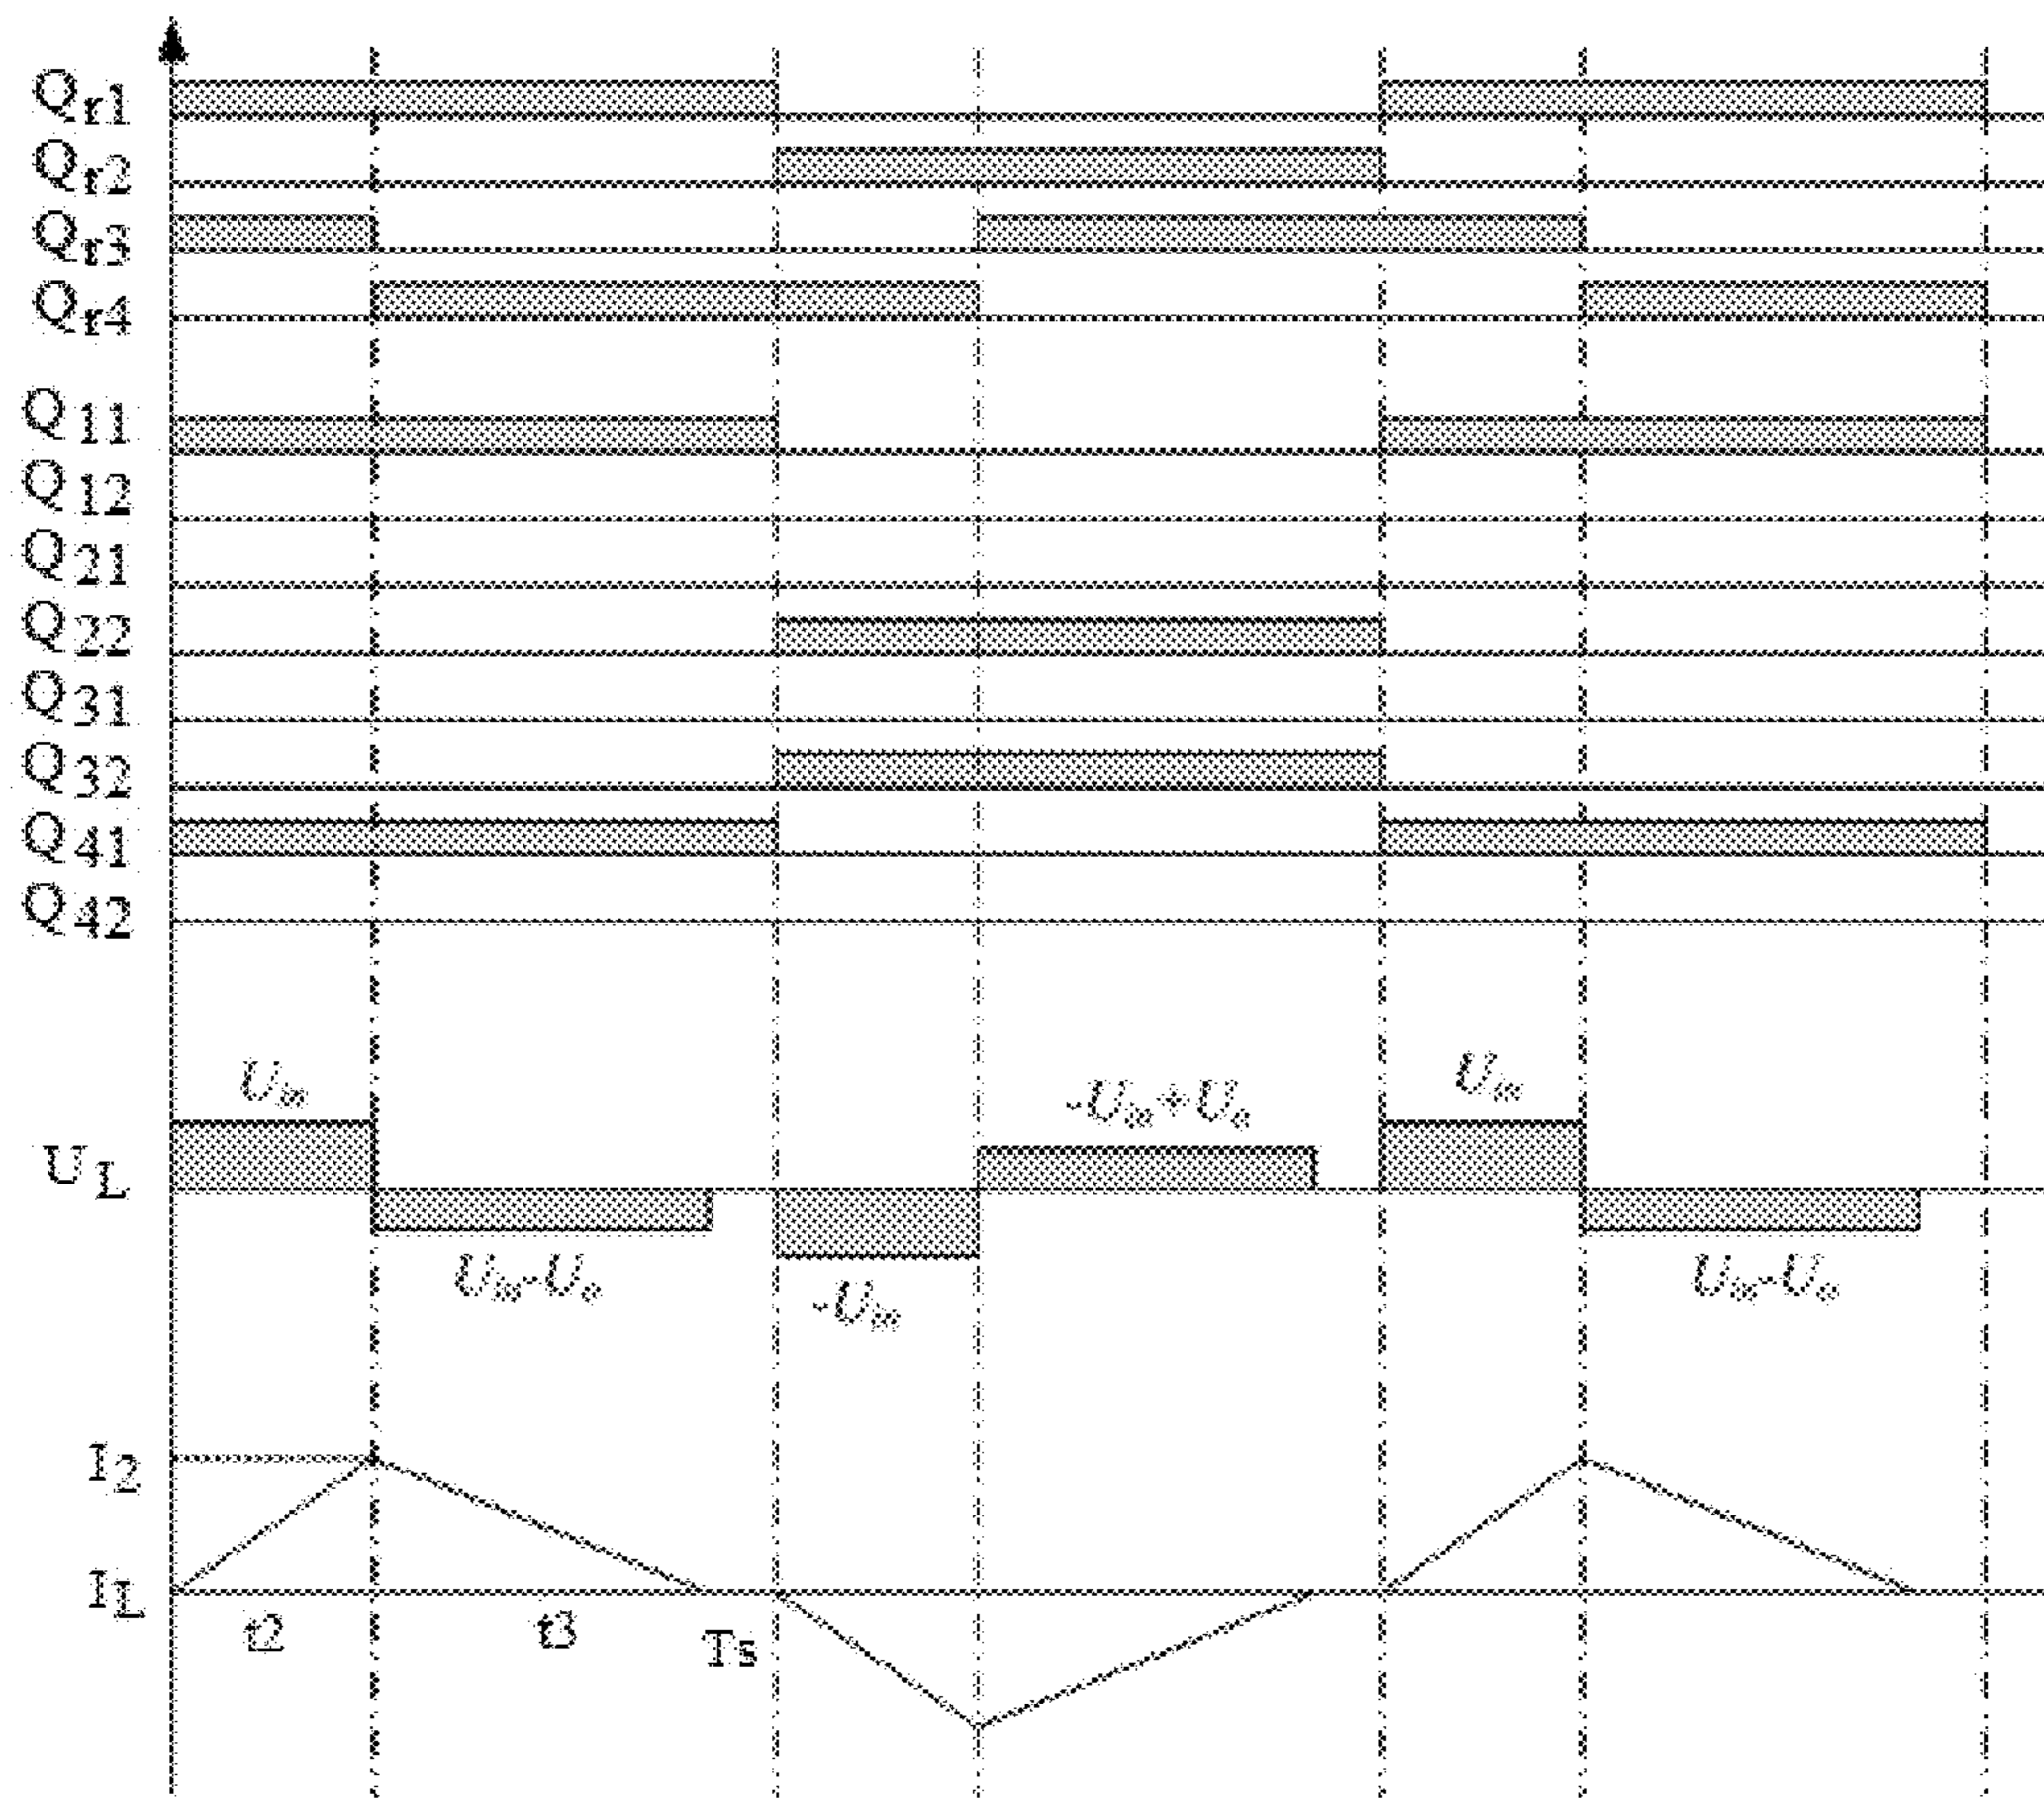 Qr1
Qr2
Qr3
Qr4
Q11
Q12
Q21
Q22
Q31
Q32
Q41
Q42
Uin
-Uin+Uo
Uin
UL
Uin-Uo
-Uin
Uin-Uo
I2
IL
t2
t3
Ts